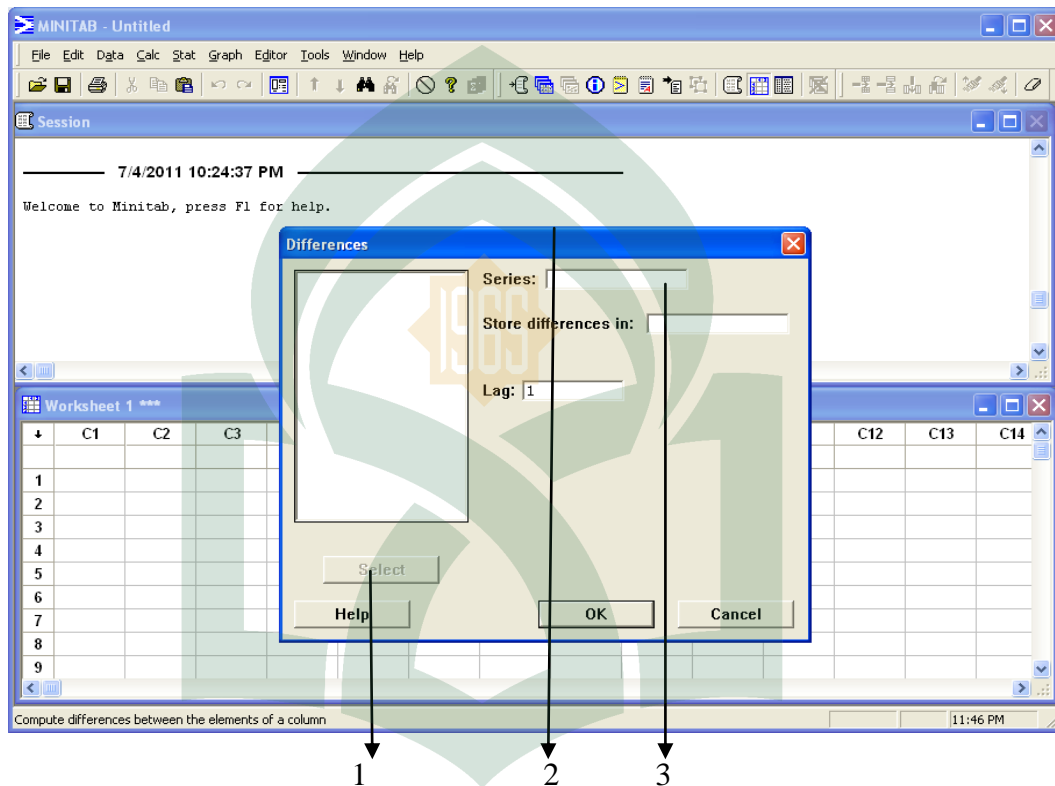 MINITAB - Untitled
File Edit Data Calc Stat Graph Editor Tools Window Help
Session
7/4/2011 10:24:37 PM
Welcome to Minitab, press F1 for help.
Differences
Series:
Store differences in:
Lag: 1
Select
Help OK Cancel
1969
Worksheet 1 ***
C1 C2 C3 C12 C13 C14
1
2
3
4
5
6
7
8
9
Compute differences between the elements of a column 11:46 PM
1 2 3